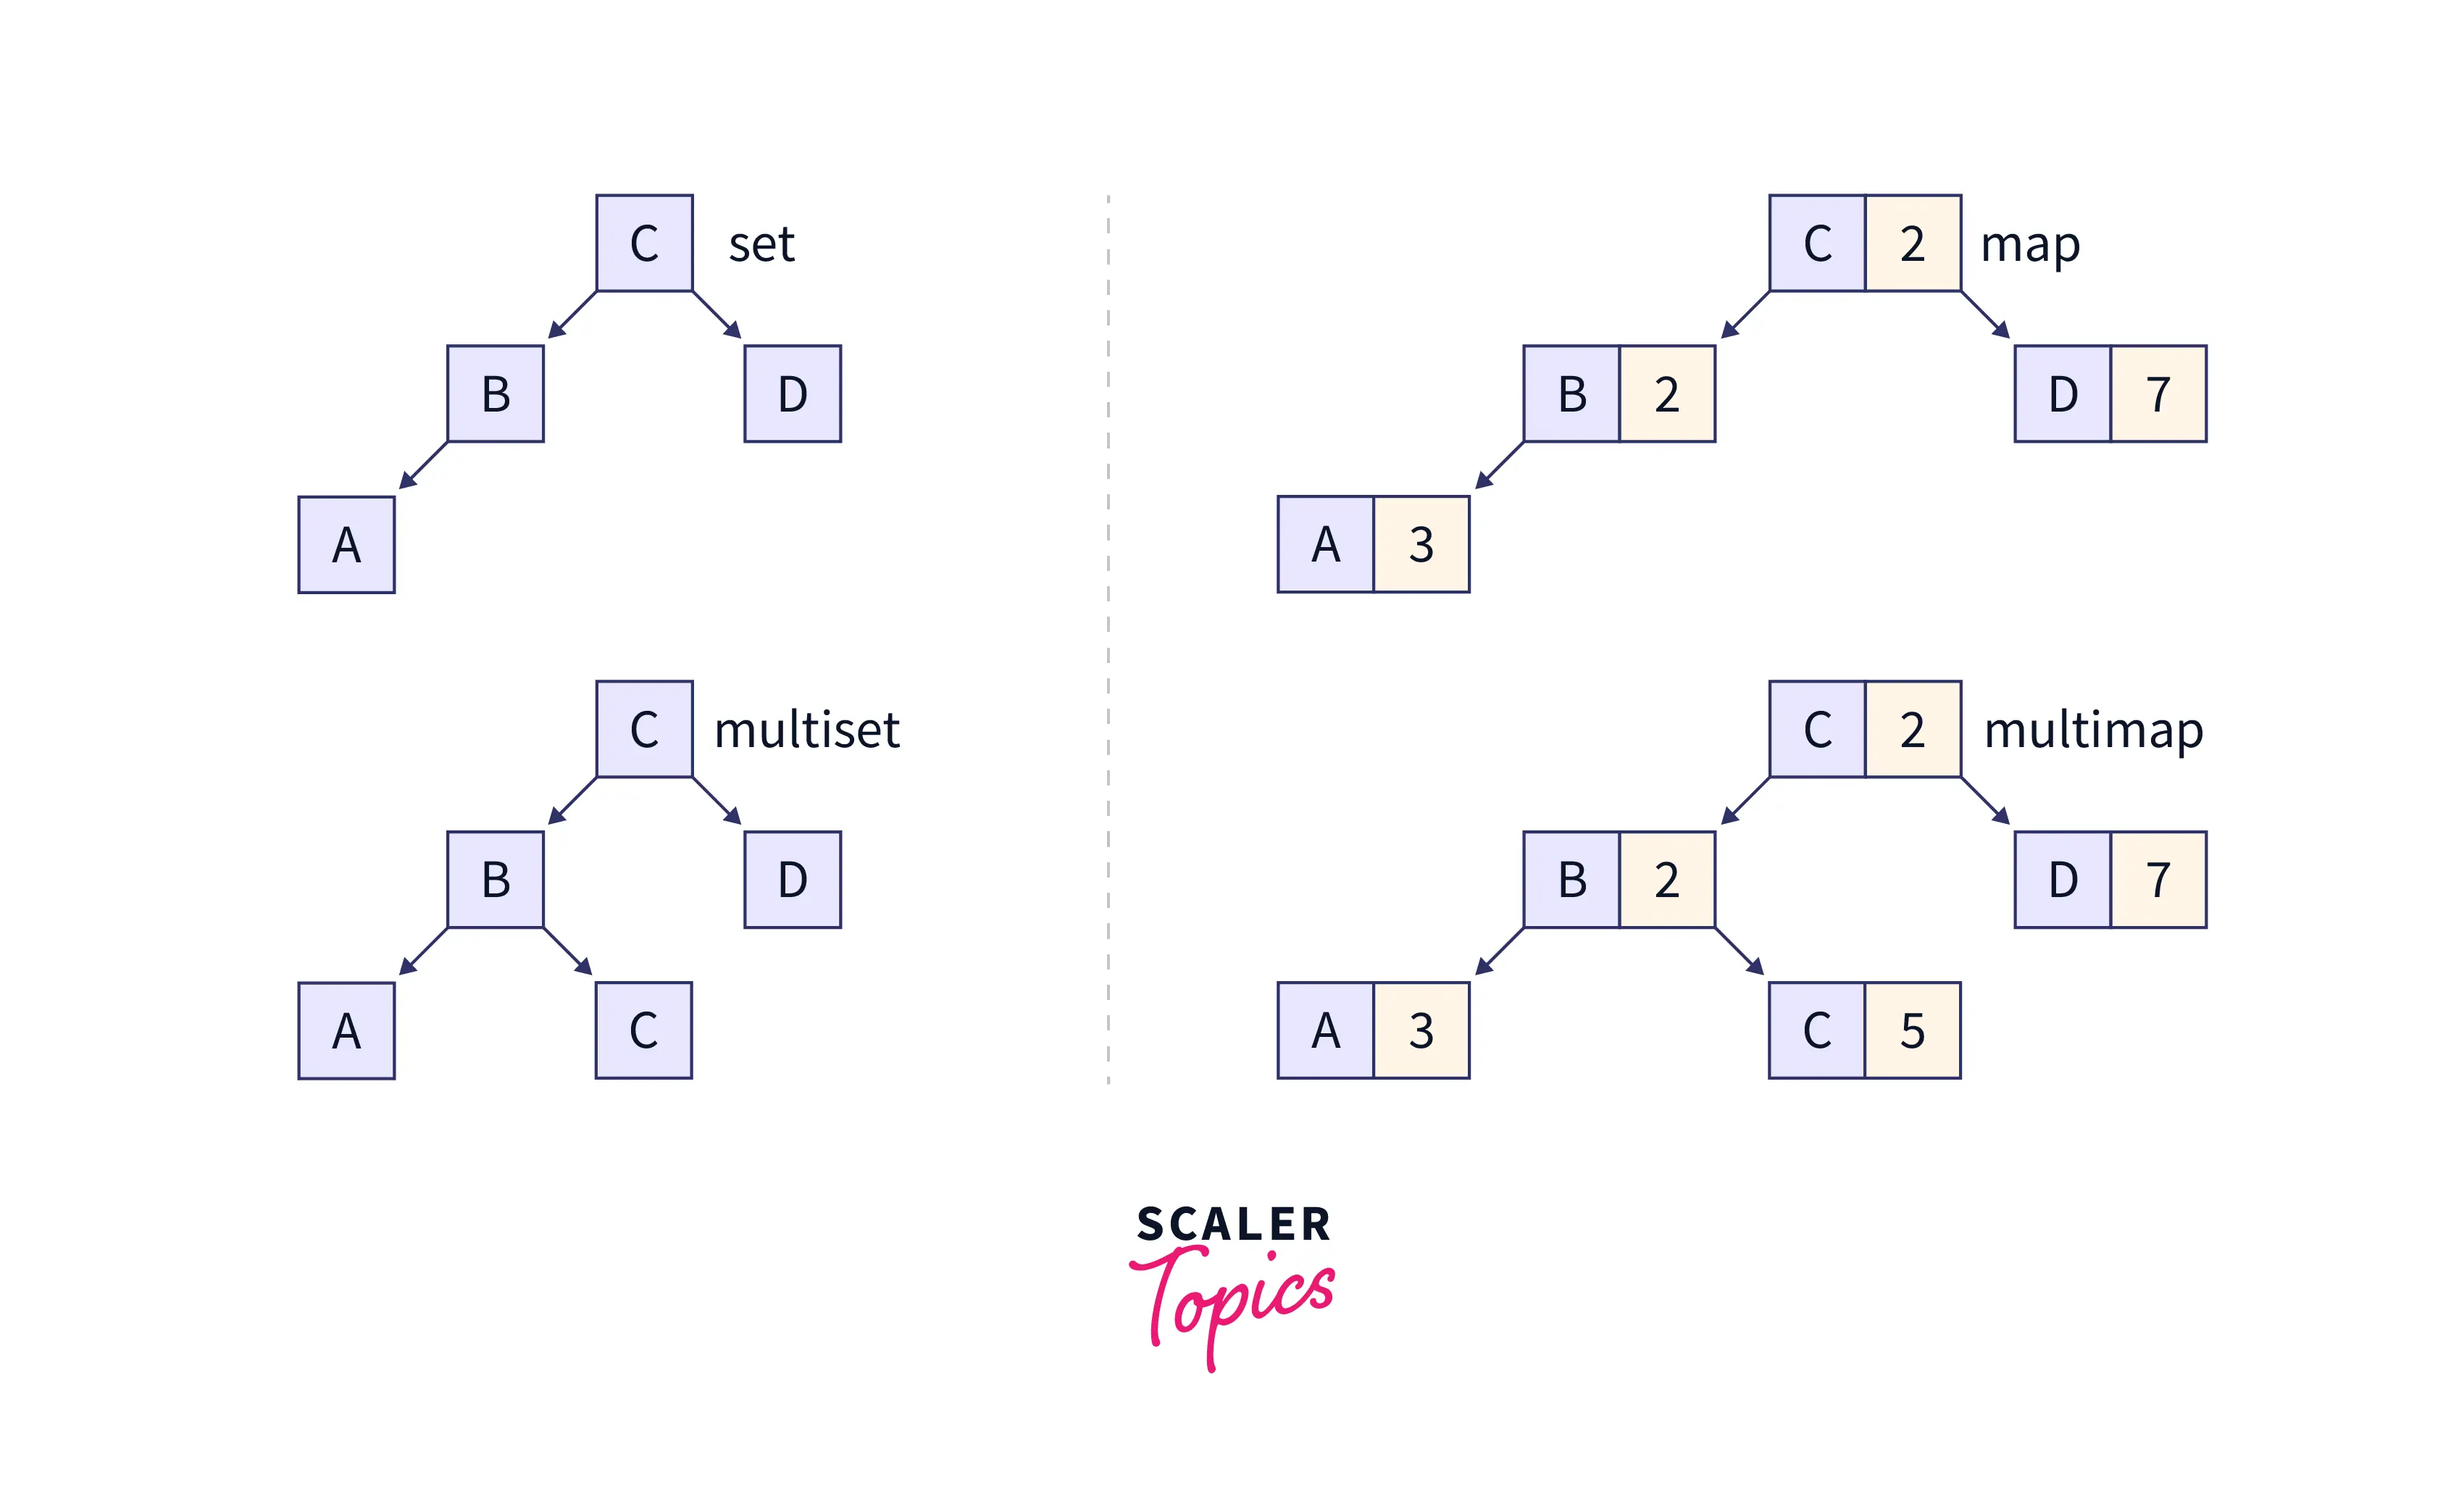 C set
B D
A
C multiset
B D
A C
C 2 map
B 2 D 7
A 3
C 2 multimap
B 2 D 7
A 3 C 5
SCALER
Topics